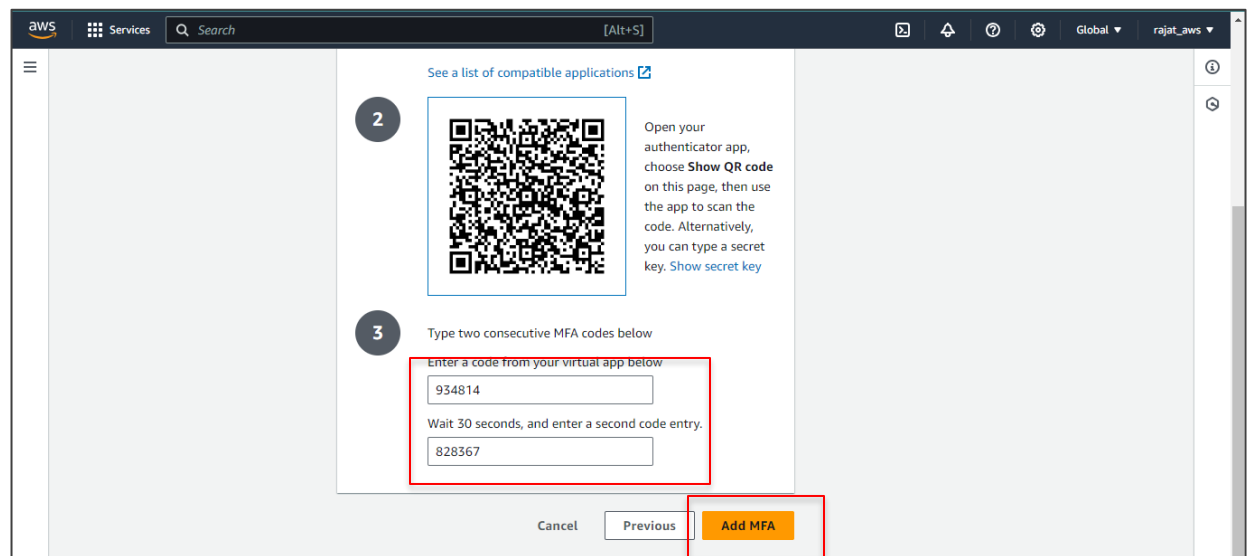 aws Services Search [Alt+S] Global ▼ rajat_aws ▼
See a list of compatible applications
2
Open your
authenticator app,
choose Show QR code
on this page, then use
the app to scan the
code. Alternatively,
you can type a secret
key. Show secret key
3
Type two consecutive MFA codes below
Enter a code from your virtual app below
934814
Wait 30 seconds, and enter a second code entry.
828367
Cancel Previous Add MFA